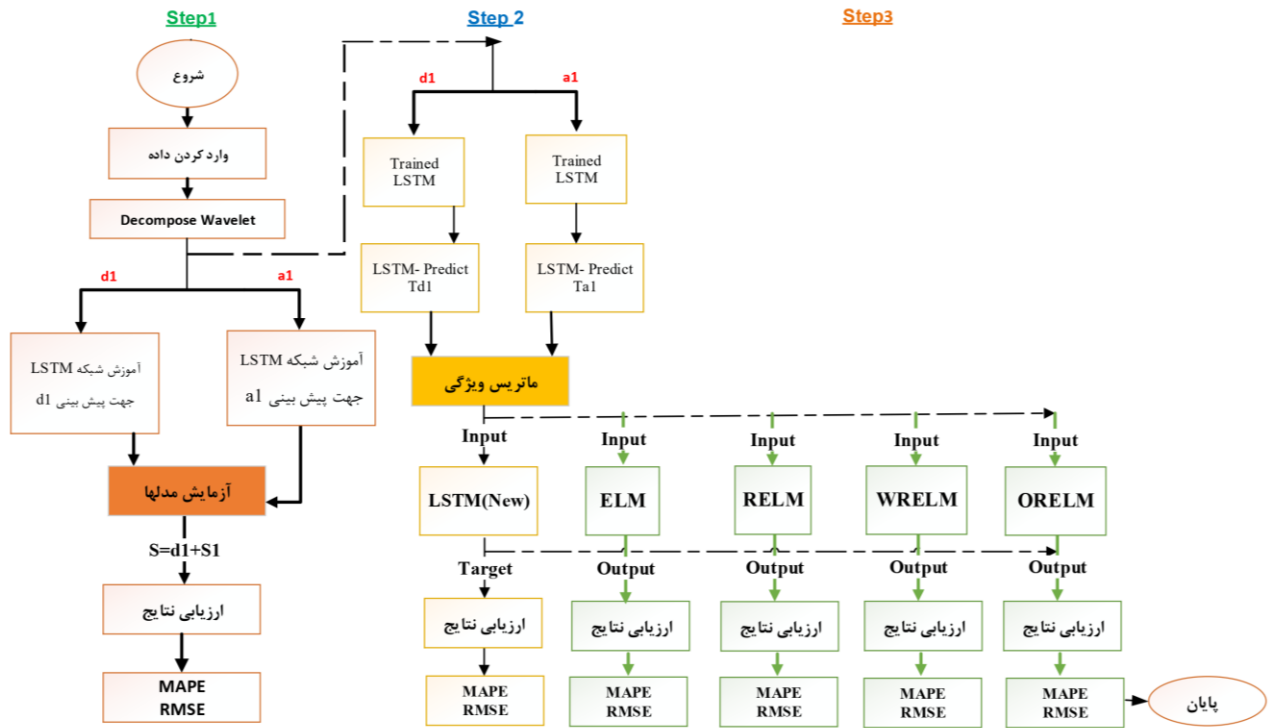 Step1
Step 2
Step3
شروع
وارد کردن داده
Decompose Wavelet
d1
a1
آموزش شبکه LSTM
جهت پیش بینی d1
آموزش شبکه LSTM
جهت پیش بینی a1
آزمایش مدلها
S=d1+S1
ارزیابی نتایج
MAPE
RMSE
d1
a1
Trained
LSTM
Trained
LSTM
LSTM- Predict
Td1
LSTM- Predict
Ta1
ماتریس ویژگی
Input
Input
Input
Input
Input
LSTM(New)
ELM
RELM
WRELM
ORELM
Target
Output
Output
Output
Output
ارزیابی نتایج
ارزیابی نتایج
ارزیابی نتایج
ارزیابی نتایج
ارزیابی نتایج
MAPE
RMSE
MAPE
RMSE
MAPE
RMSE
MAPE
RMSE
MAPE
RMSE
پایان